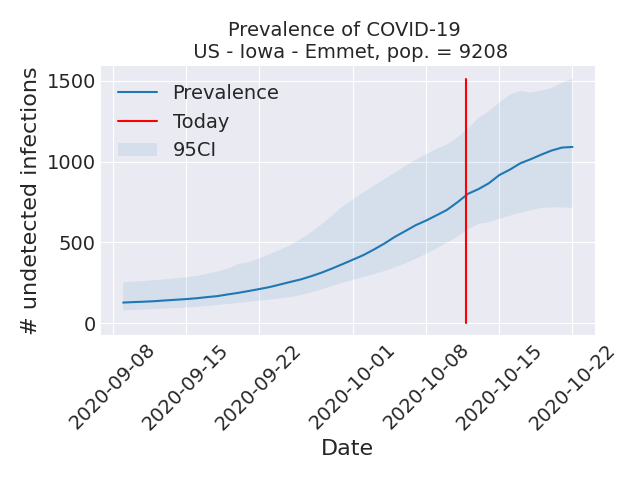 Prevalence of COVID-19
US - Iowa - Emmet, pop. = 9208
# undetected infections
1500
1000
500
0
Prevalence
Today
95CI
2020-09-08
2020-09-15
2020-09-22
2020-10-01
2020-10-08
2020-10-15
2020-10-22
Date